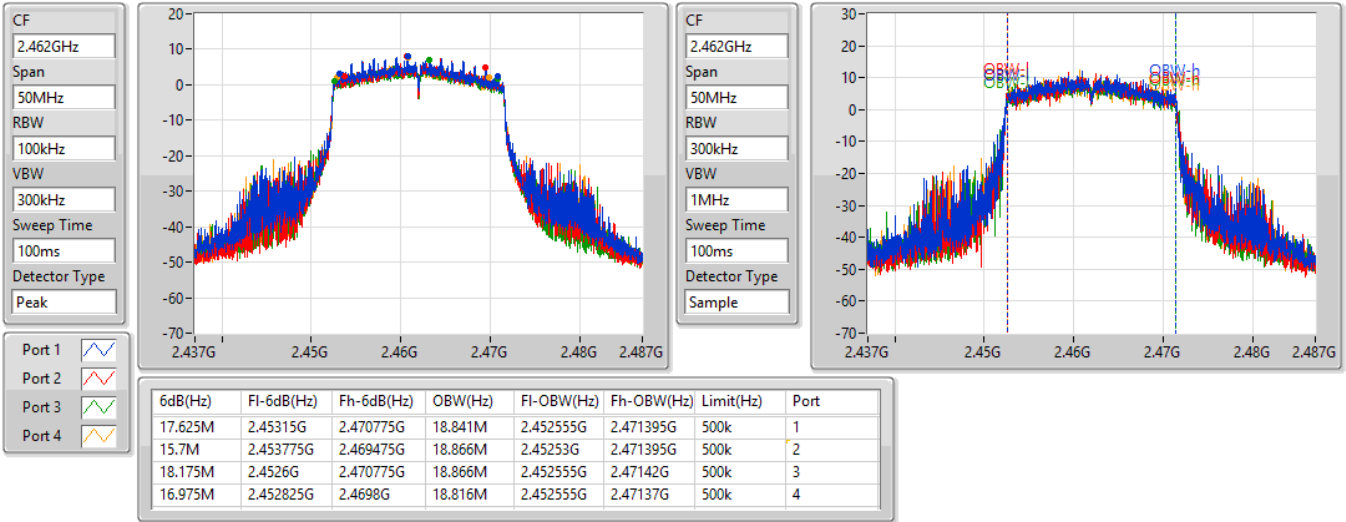 CF
2.462GHz
Span
50MHz
RBW
100kHz
VBW
300kHz
Sweep Time
100ms
Detector Type
Peak
20
10
0
-10
-20
-30
-40
-50
-60
-70
2.437G 2.45G 2.46G 2.47G 2.48G 2.487G
CF
2.462GHz
Span
50MHz
RBW
300kHz
VBW
1MHz
Sweep Time
100ms
Detector Type
Sample
30
20
10
0
-10
-20
-30
-40
-50
-60
-70
OBW-l
OBW-h
2.437G 2.45G 2.46G 2.47G 2.48G 2.487G
Port 1
Port 2
Port 3
Port 4
6dB(Hz) Fl-6dB(Hz) Fh-6dB(Hz) OBW(Hz) Fl-OBW(Hz) Fh-OBW(Hz) Limit(Hz) Port
17.625M 2.45315G 2.470775G 18.841M 2.452555G 2.471395G 500k 1
15.7M 2.453775G 2.469475G 18.866M 2.45253G 2.471395G 500k 2
18.175M 2.4526G 2.470775G 18.866M 2.452555G 2.47142G 500k 3
16.975M 2.452825G 2.4698G 18.816M 2.452555G 2.47137G 500k 4